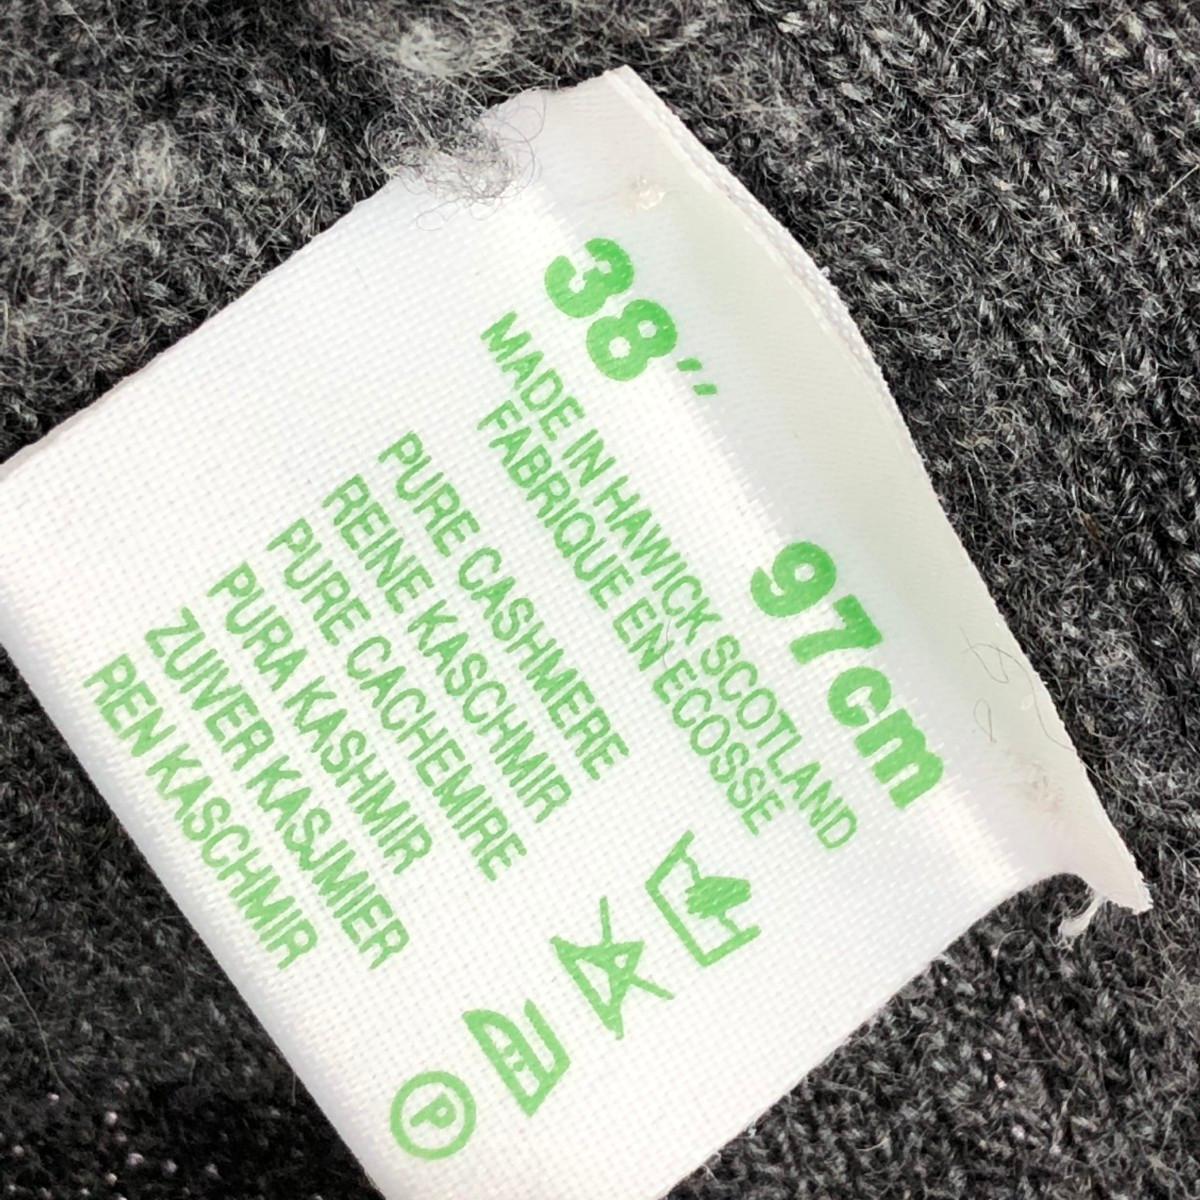 38" 97cm
MADE IN HAWICK SCOTLAND
FABRIQUE EN ECOSSE
PURE CASHMERE
REINE KASCHMIR
PURE CACHEMIRE
PURA KASHMIR
ZUIVER KASJMIER
REN KASCHMIR
P